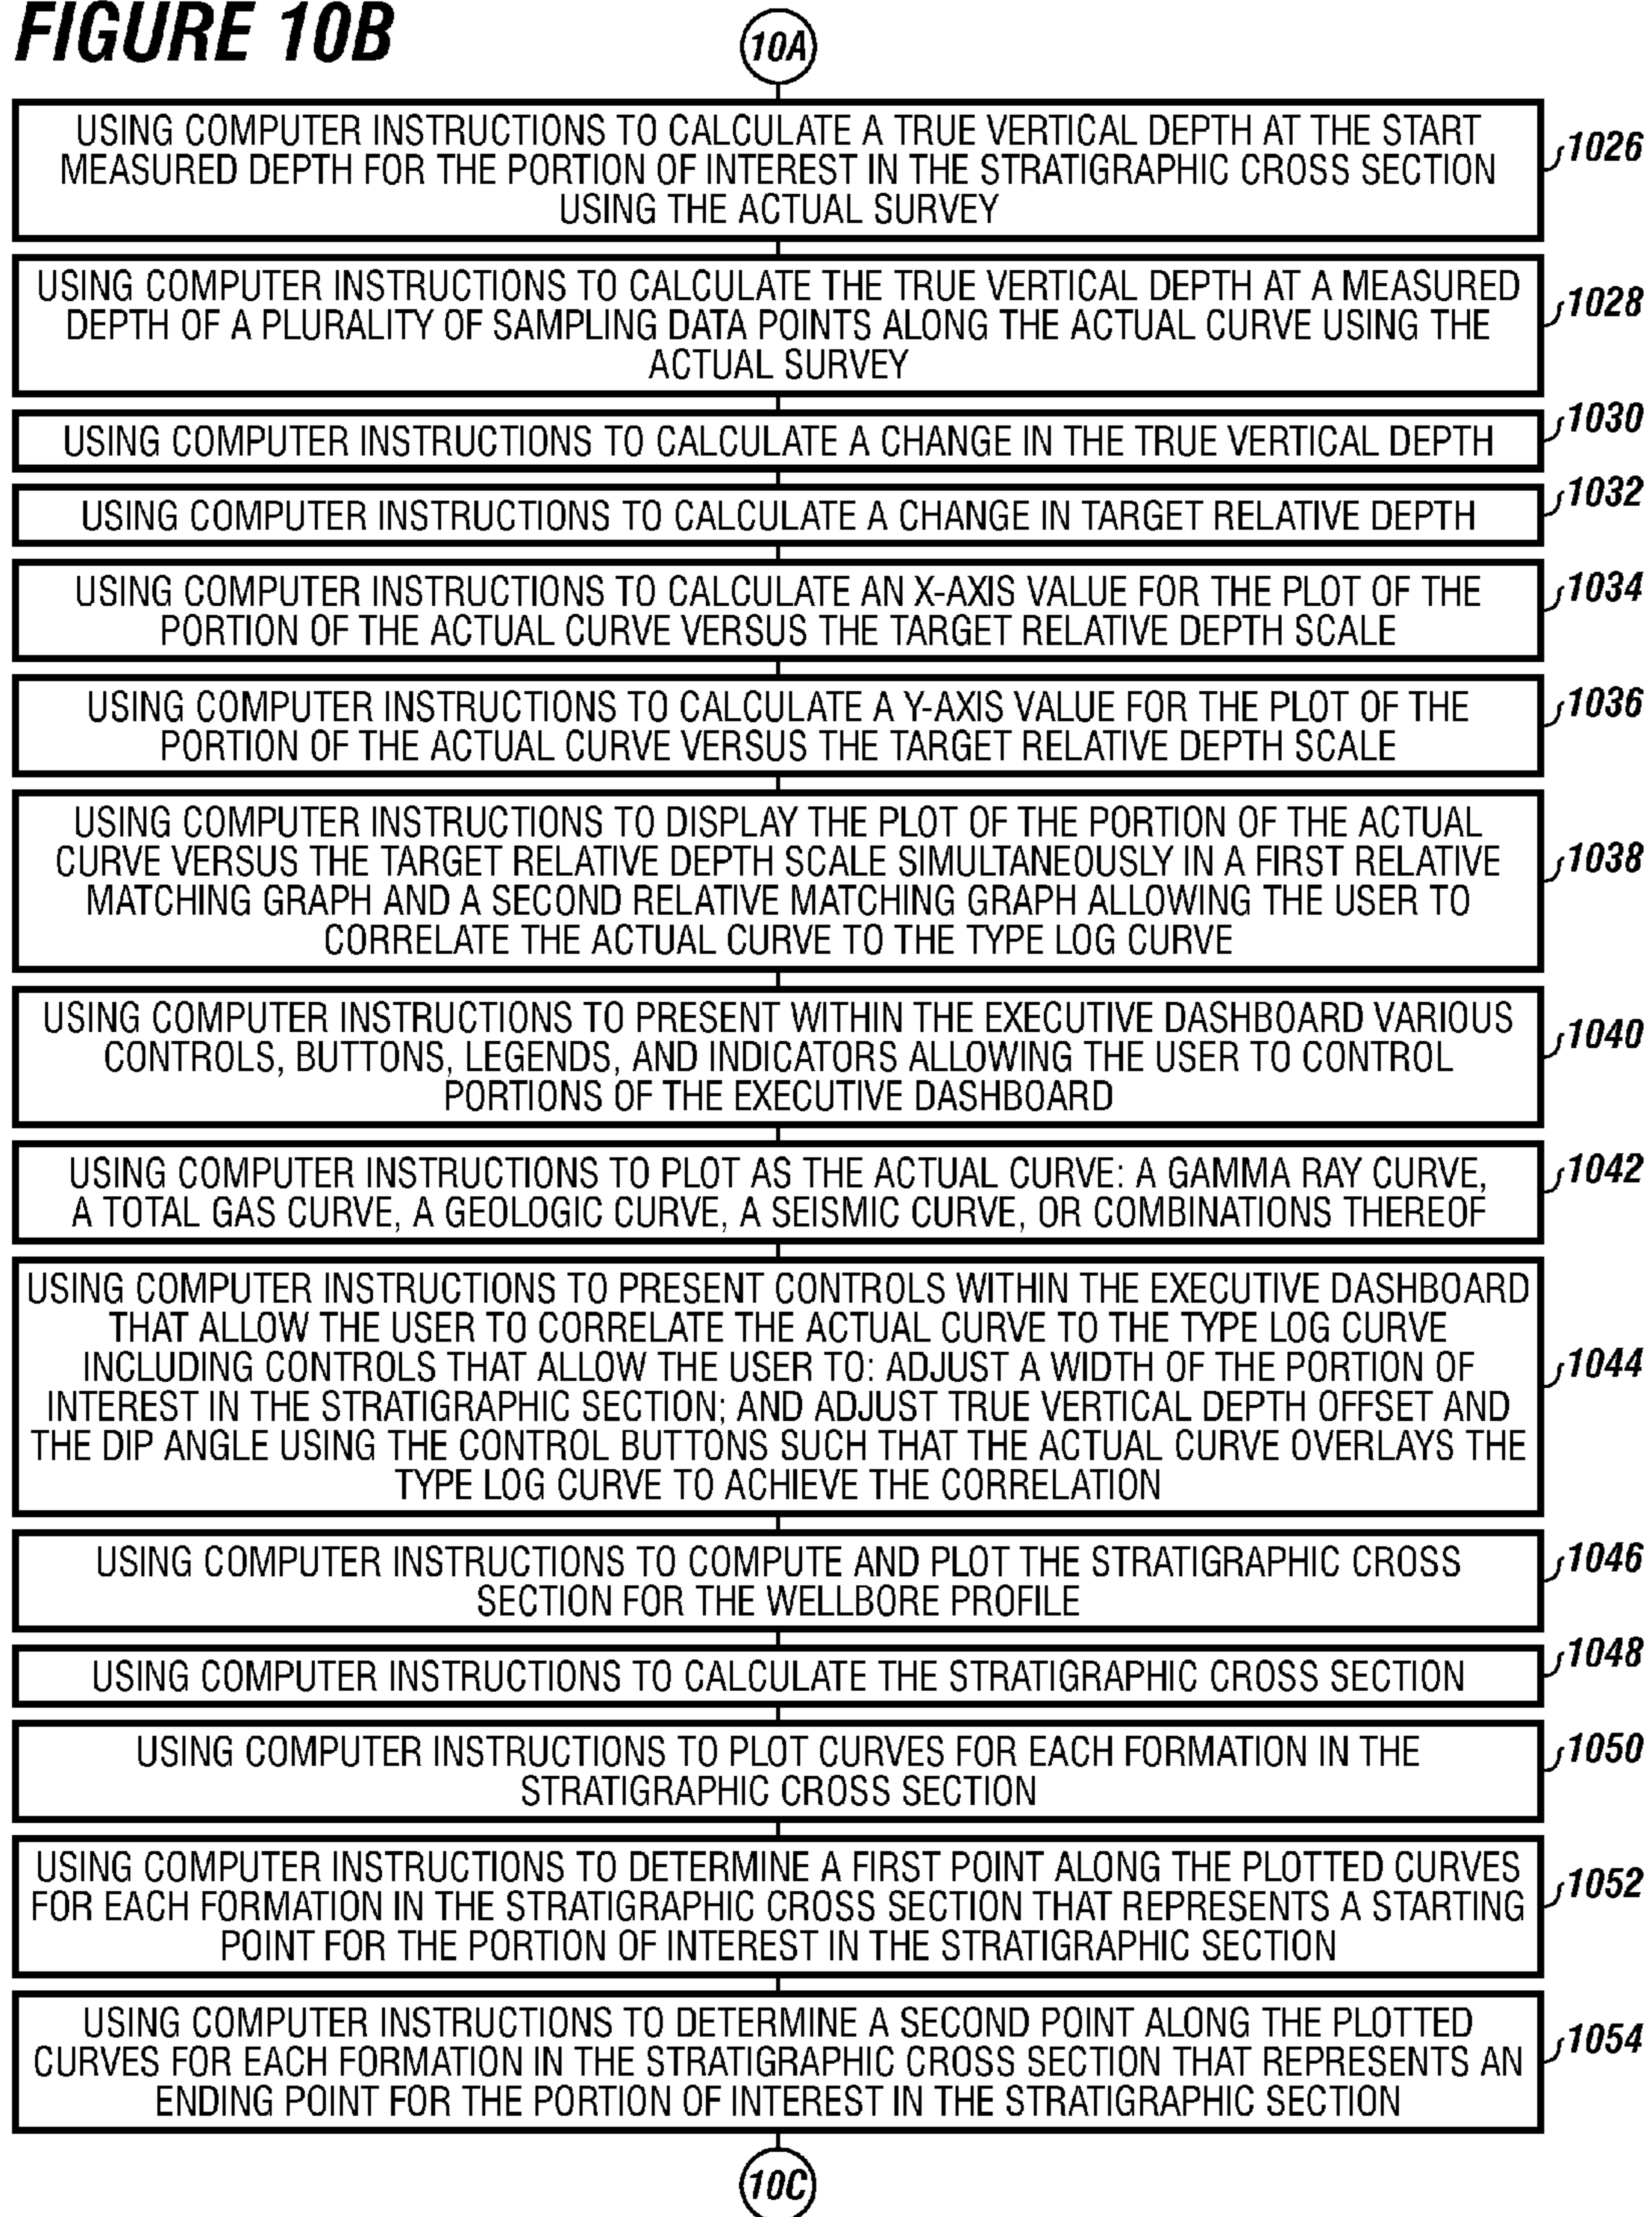 FIGURE 10B
10A
USING COMPUTER INSTRUCTIONS TO CALCULATE A TRUE VERTICAL DEPTH AT THE START
MEASURED DEPTH FOR THE PORTION OF INTEREST IN THE STRATIGRAPHIC CROSS SECTION
USING THE ACTUAL SURVEY
1026
USING COMPUTER INSTRUCTIONS TO CALCULATE THE TRUE VERTICAL DEPTH AT A MEASURED
DEPTH OF A PLURALITY OF SAMPLING DATA POINTS ALONG THE ACTUAL CURVE USING THE
ACTUAL SURVEY
1028
USING COMPUTER INSTRUCTIONS TO CALCULATE A CHANGE IN THE TRUE VERTICAL DEPTH
1030
USING COMPUTER INSTRUCTIONS TO CALCULATE A CHANGE IN TARGET RELATIVE DEPTH
1032
USING COMPUTER INSTRUCTIONS TO CALCULATE AN X-AXIS VALUE FOR THE PLOT OF THE
PORTION OF THE ACTUAL CURVE VERSUS THE TARGET RELATIVE DEPTH SCALE
1034
USING COMPUTER INSTRUCTIONS TO CALCULATE A Y-AXIS VALUE FOR THE PLOT OF THE
PORTION OF THE ACTUAL CURVE VERSUS THE TARGET RELATIVE DEPTH SCALE
1036
USING COMPUTER INSTRUCTIONS TO DISPLAY THE PLOT OF THE PORTION OF THE ACTUAL
CURVE VERSUS THE TARGET RELATIVE DEPTH SCALE SIMULTANEOUSLY IN A FIRST RELATIVE
MATCHING GRAPH AND A SECOND RELATIVE MATCHING GRAPH ALLOWING THE USER TO
CORRELATE THE ACTUAL CURVE TO THE TYPE LOG CURVE
1038
USING COMPUTER INSTRUCTIONS TO PRESENT WITHIN THE EXECUTIVE DASHBOARD VARIOUS
CONTROLS, BUTTONS, LEGENDS, AND INDICATORS ALLOWING THE USER TO CONTROL
PORTIONS OF THE EXECUTIVE DASHBOARD
1040
USING COMPUTER INSTRUCTIONS TO PLOT AS THE ACTUAL CURVE: A GAMMA RAY CURVE,
A TOTAL GAS CURVE, A GEOLOGIC CURVE, A SEISMIC CURVE, OR COMBINATIONS THEREOF
1042
USING COMPUTER INSTRUCTIONS TO PRESENT CONTROLS WITHIN THE EXECUTIVE DASHBOARD
THAT ALLOW THE USER TO CORRELATE THE ACTUAL CURVE TO THE TYPE LOG CURVE
INCLUDING CONTROLS THAT ALLOW THE USER TO: ADJUST A WIDTH OF THE PORTION OF
INTEREST IN THE STRATIGRAPHIC SECTION; AND ADJUST TRUE VERTICAL DEPTH OFFSET AND
THE DIP ANGLE USING THE CONTROL BUTTONS SUCH THAT THE ACTUAL CURVE OVERLAYS THE
TYPE LOG CURVE TO ACHIEVE THE CORRELATION
1044
USING COMPUTER INSTRUCTIONS TO COMPUTE AND PLOT THE STRATIGRAPHIC CROSS
SECTION FOR THE WELLBORE PROFILE
1046
USING COMPUTER INSTRUCTIONS TO CALCULATE THE STRATIGRAPHIC CROSS SECTION
1048
USING COMPUTER INSTRUCTIONS TO PLOT CURVES FOR EACH FORMATION IN THE
STRATIGRAPHIC CROSS SECTION
1050
USING COMPUTER INSTRUCTIONS TO DETERMINE A FIRST POINT ALONG THE PLOTTED CURVES
FOR EACH FORMATION IN THE STRATIGRAPHIC CROSS SECTION THAT REPRESENTS A STARTING
POINT FOR THE PORTION OF INTEREST IN THE STRATIGRAPHIC SECTION
1052
USING COMPUTER INSTRUCTIONS TO DETERMINE A SECOND POINT ALONG THE PLOTTED
CURVES FOR EACH FORMATION IN THE STRATIGRAPHIC CROSS SECTION THAT REPRESENTS AN
ENDING POINT FOR THE PORTION OF INTEREST IN THE STRATIGRAPHIC SECTION
1054
10C